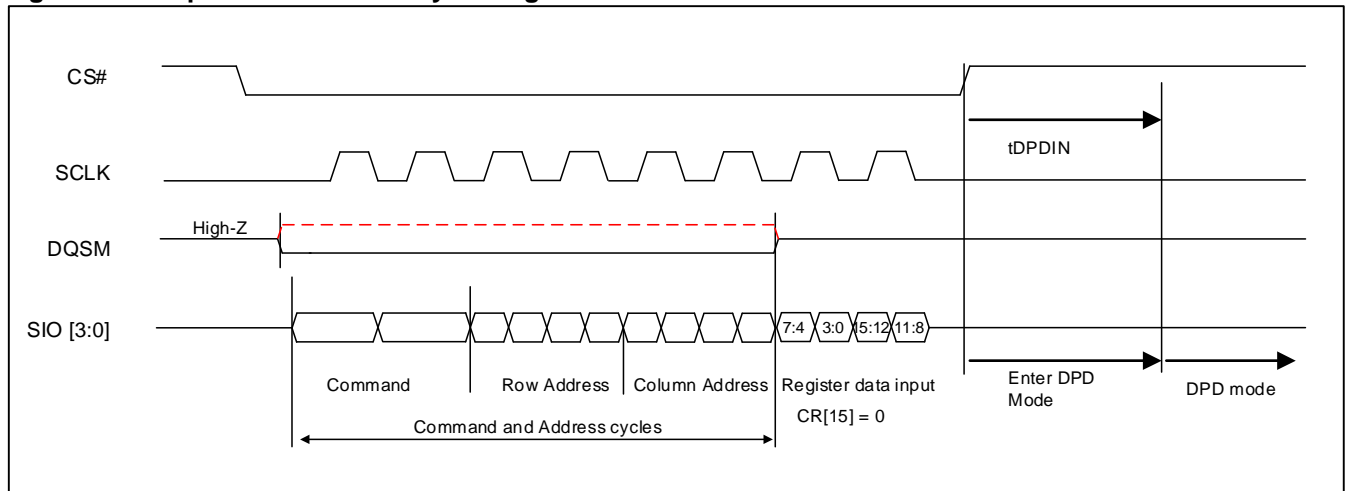 CS#
tDPDIN
SCLK
High-Z
DQSM
SIO [3:0]
7:4 3:0 15:12 11:8
Command Row Address Column Address Register data input
CR[15] = 0
Enter DPD
Mode
DPD mode
Command and Address cycles